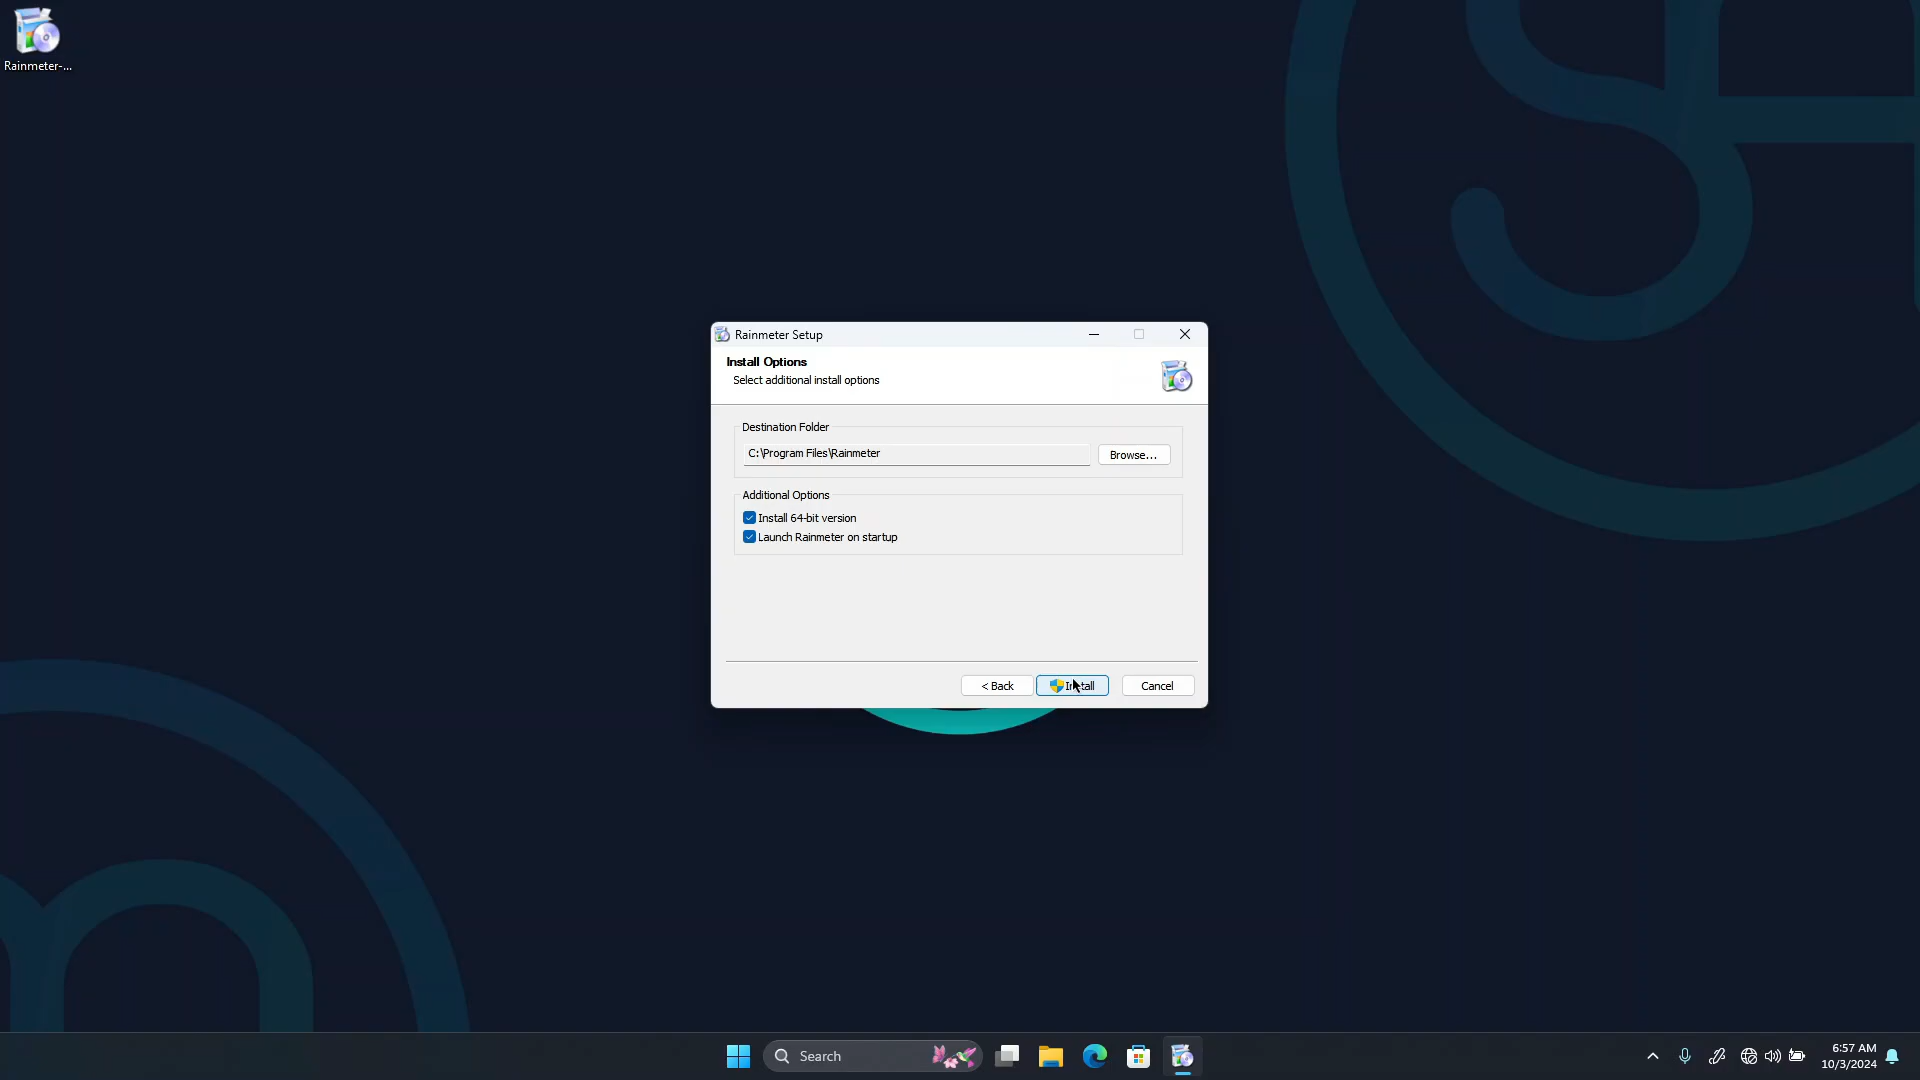 Rainmeter-...
Rainmeter Setup
Install Options
Select additional install options
Destination Folder
C:\Program Files\Rainmeter
Browse...
Additional Options
Install 64-bit version
Launch Rainmeter on startup
< Back
Install
Cancel
Search
6:57 AM
10/3/2024